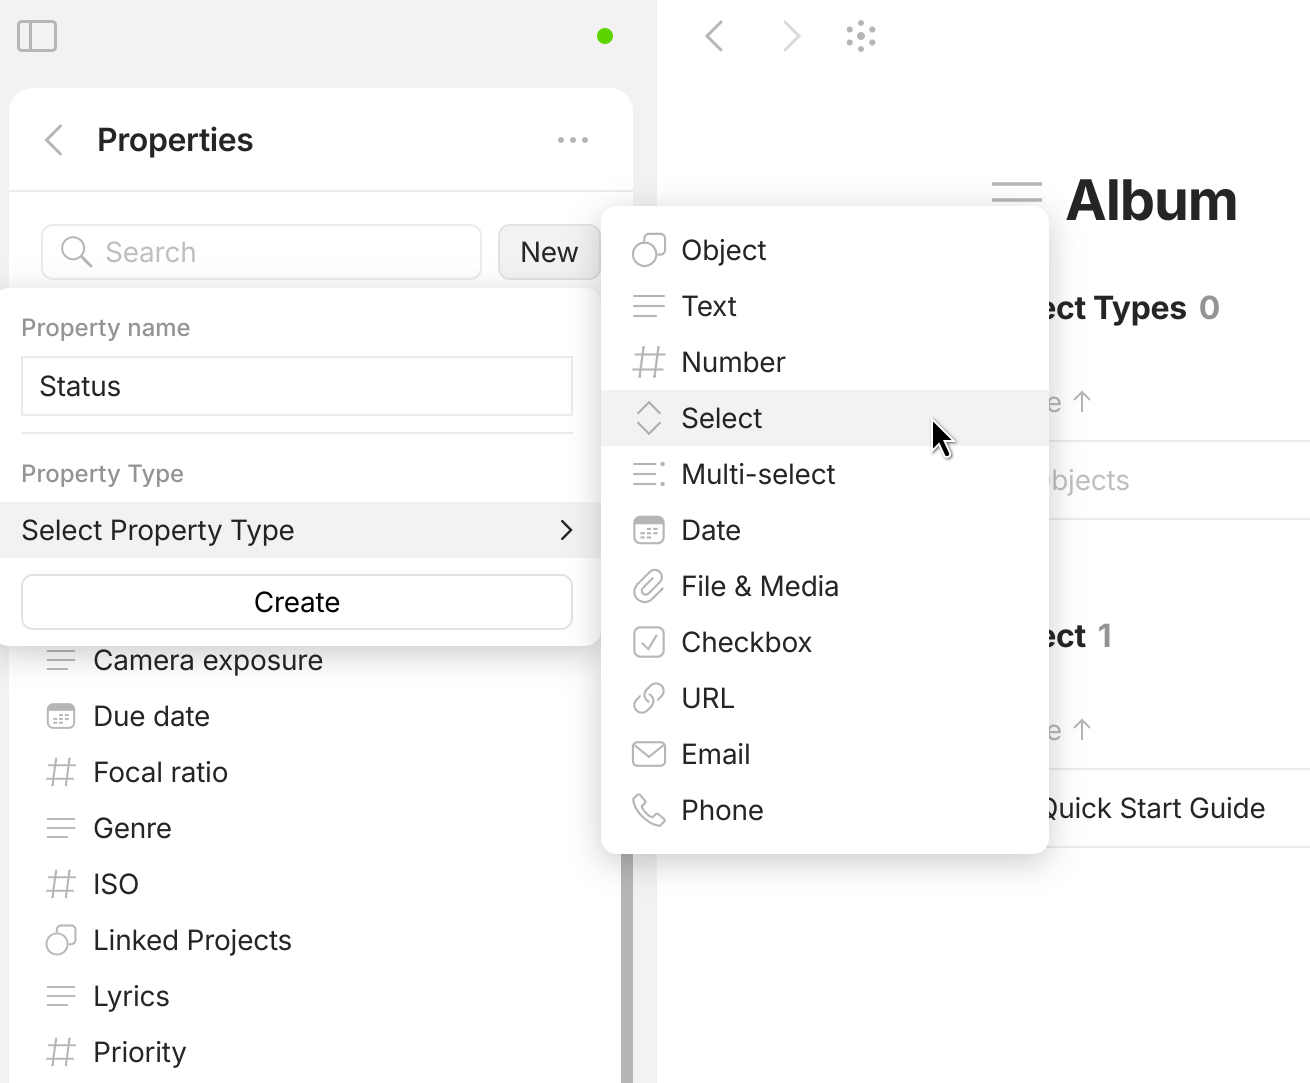 Properties
Search
New
Property name
Status
Property Type
Select Property Type
Create
Camera exposure
Due date
Focal ratio
Genre
ISO
Linked Projects
Lyrics
Priority
Object
Text
Number
Select
Multi-select
Date
File & Media
Checkbox
URL
Email
Phone
Album
ect Types 0
e
bjects
ect 1
e
Quick Start Guide